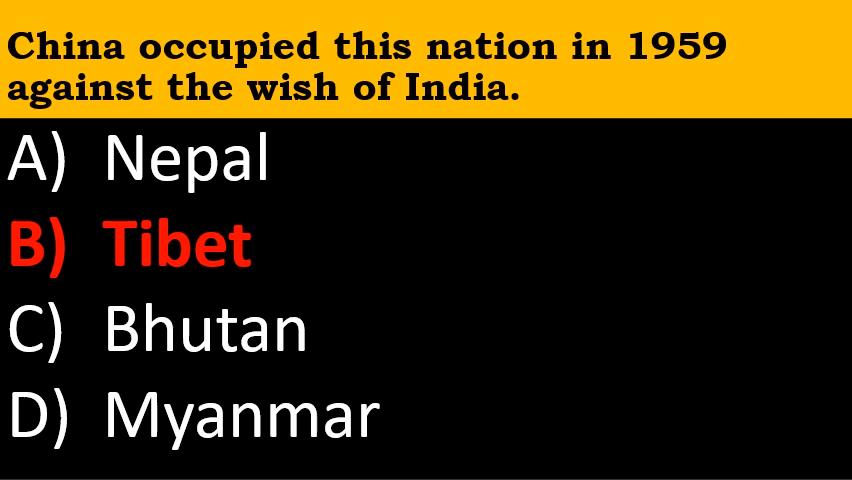 China occupied this nation in 1959
against the wish of India.
A) Nepal
B) Tibet
C) Bhutan
D) Myanmar